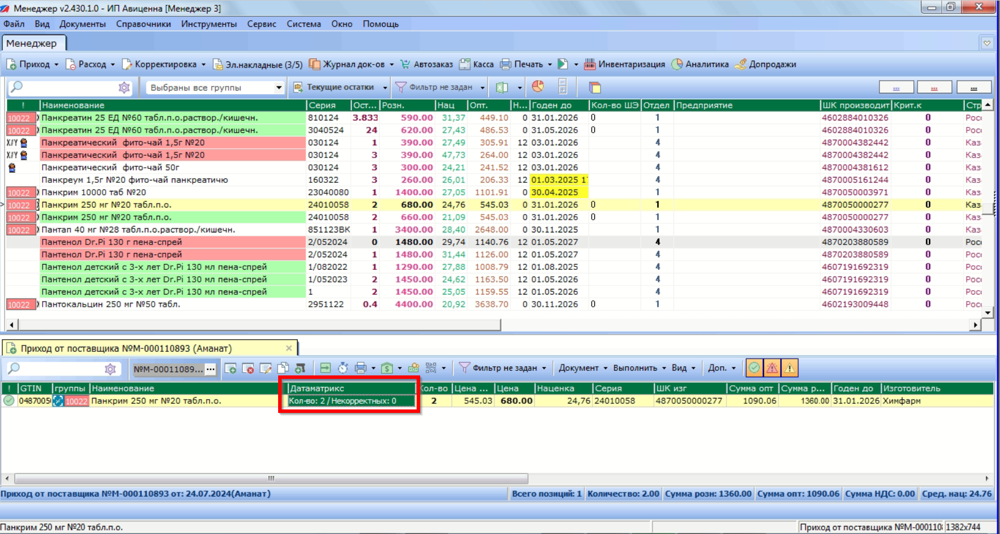 Менеджер v2.430.1.0 - ИП Авиценна [Менеджер 3]
Файл Вид Документы Справочники Инструменты Сервис Система Окно Помощь
Менеджер
Приход Расход Корректировка Эл.накладные (3/5) Журнал док-ов Автозаказ Касса Печать Инвентаризация Аналитика Допродажи
Выбраны все группы Текущие остатки Фильтр не задан ... ... ...
! Наименование Серия Ост... Розн. Нац Опт. Н... Годен до Кол-во ШЭ Отдел Предприятие ШК производит Крит.к Стр
10022 Панкреатин 25 ЕД №60 табл.п.о.раствор./кишечн. 810124 3.833 590.00 31,37 449.10 0 31.01.2026 0 1 4602884010326 0 Росс
10022 Панкреатин 25 ЕД №60 табл.п.о.раствор./кишечн. 3040524 24 620.00 27,43 486.53 0 31.05.2026 0 1 4602884010326 0 Росс
X/Y Панкреатический фито-чай 1,5г №20 030124 1 390.00 27,49 305.91 12 03.01.2026 4 4870004382442 0 Каз
X/Y Панкреатический фито-чай 1,5г №20 030124 3 390.00 47,73 264.00 12 03.01.2026 4 4870004382442 0 Каз
Панкреатический фито-чай 50г 030124 3 300.00 24,21 241.52 12 03.01.2026 4 4870004381612 0 Каз
Панкреум 1,5г №20 фито-чай панкреатичю 160322 3 260.00 26,01 206.33 12 01.03.2025 1 4 4870005161244 0 Каз
10022 Панкрим 10000 таб №20 23040080 1 1400.00 27,05 1101.91 0 30.04.2025 1 4870050003971 0 Каз
10022 Панкрим 250 мг №20 табл.п.о. 24010058 2 680.00 24,76 545.03 0 31.01.2026 0 1 4870050000277 0 Каз
10022 Панкрим 250 мг №20 табл.п.о. 24010058 2 660.00 21,09 545.03 0 31.01.2026 0 1 4870050000277 0 Каз
10022 Пантап 40 мг №28 табл.п.о.раствор./кишечн. 851123ВК 1 3400.00 28,40 2648.00 0 30.11.2025 1 4870004330603 0 Каз
Пантенол Dr.Pi 130 г пена-спрей 2/052024 0 1480.00 29,74 1140.76 12 01.05.2027 4 4870203880589 0 Росс
Пантенол Dr.Pi 130 г пена-спрей 2/052024 1 1480.00 31,44 1126.00 12 01.05.2027 4 4870203880589 0 Росс
Пантенол детский с 3-х лет Dr.Pi 130 мл пена-спрей 1/082022 1 1290.00 27,88 1008.79 12 01.08.2025 4 4607191692319 0 Росс
Пантенол детский с 3-х лет Dr.Pi 130 мл пена-спрей 1/052023 2 1450.00 24,62 1163.50 12 01.05.2026 4 4607191692319 0 Росс
Пантенол детский с 3-х лет Dr.Pi 130 мл пена-спрей 1 2 1450.00 25,05 1159.55 12 01.05.2026 4 4607191692319 0 Росс
10022 Пантокальцин 250 мг №50 табл. 2951122 0.4 4400.00 20,92 3638.70 0 30.11.2026 0 1 4602193009448 0 Росс
Приход от поставщика №М-000110893 (Аманат)
№М-00011089... ... Фильтр не задан Документ Выполнить Вид Доп.
! GTIN группы Наименование Датаматрикс Кол-во Цена ... Цена Наценка Серия ШК изг Сумма опт Сумма р... Годен до Изготовитель
0487005 10022 Панкрим 250 мг №20 табл.п.о. Кол-во: 2 / Некорректных: 0 2 545.03 680.00 24,76 24010058 4870050000277 1090.06 1360.00 31.01.2026 Химфарм
Приход от поставщика №М-000110893 от: 24.07.2024(Аманат) Всего позиций: 1 Количество: 2.00 Сумма розн: 1360.00 Сумма опт: 1090.06 Сумма НДС: 0.00 Сред. нац: 24.76
Панкрим 250 мг №20 табл.п.о. Приход от поставщика №М-000110 1382x744